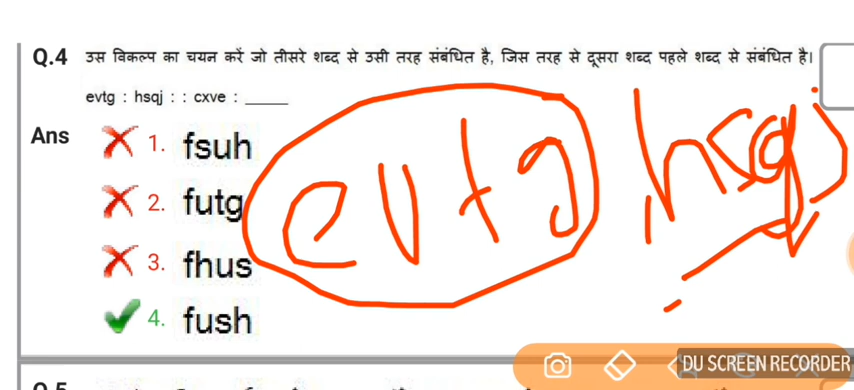 Q.4 उस विकल्प का चयन करें जो तीसरे शब्द से उसी तरह संबंधित है, जिस तरह से दूसरा शब्द पहले शब्द से संबंधित है।
evtg : hsqj : : cxve : _____
Ans 1. fsuh
2. futg
3. fhus
4. fush
evtg hsqj
DU SCREEN RECORDER